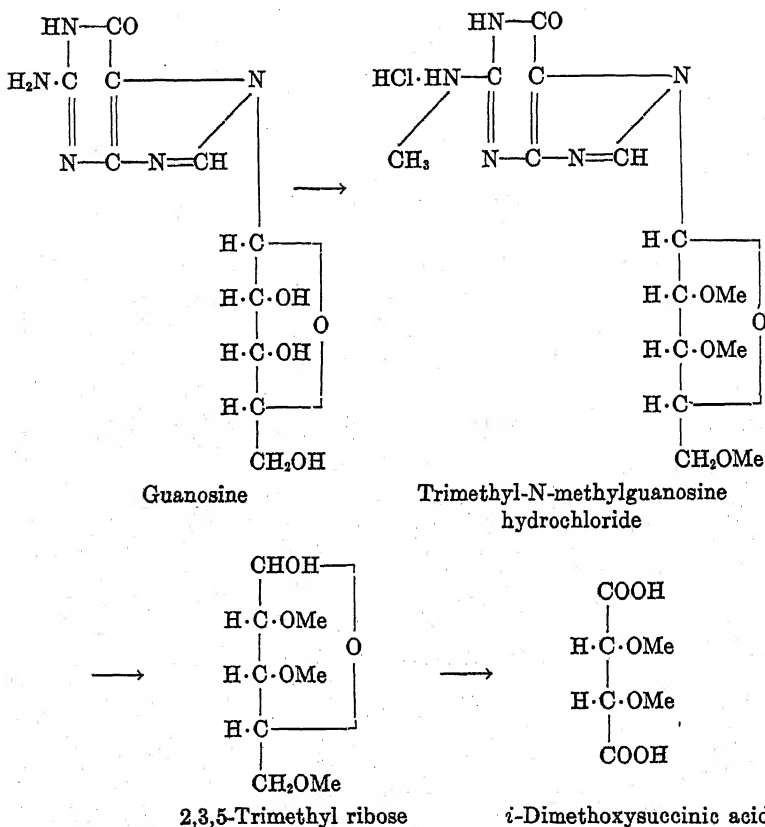 HN—CO HN—CO
H₂N·C C N HCl·HN—C C N
N—C—N=CH CH₃ N—C—N=CH
H·C H·C
H·C·OH H·C·OMe
O O
H·C·OH H·C·OMe
H·C H·C
CH₂OH CH₂OMe
Guanosine Trimethyl-N-methylguanosine
hydrochloride
CHOH COOH
H·C·OMe H·C·OMe
O
H·C·OMe H·C·OMe
H·C COOH
CH₂OMe
2,3,5-Trimethyl ribose i-Dimethoxysuccinic acid